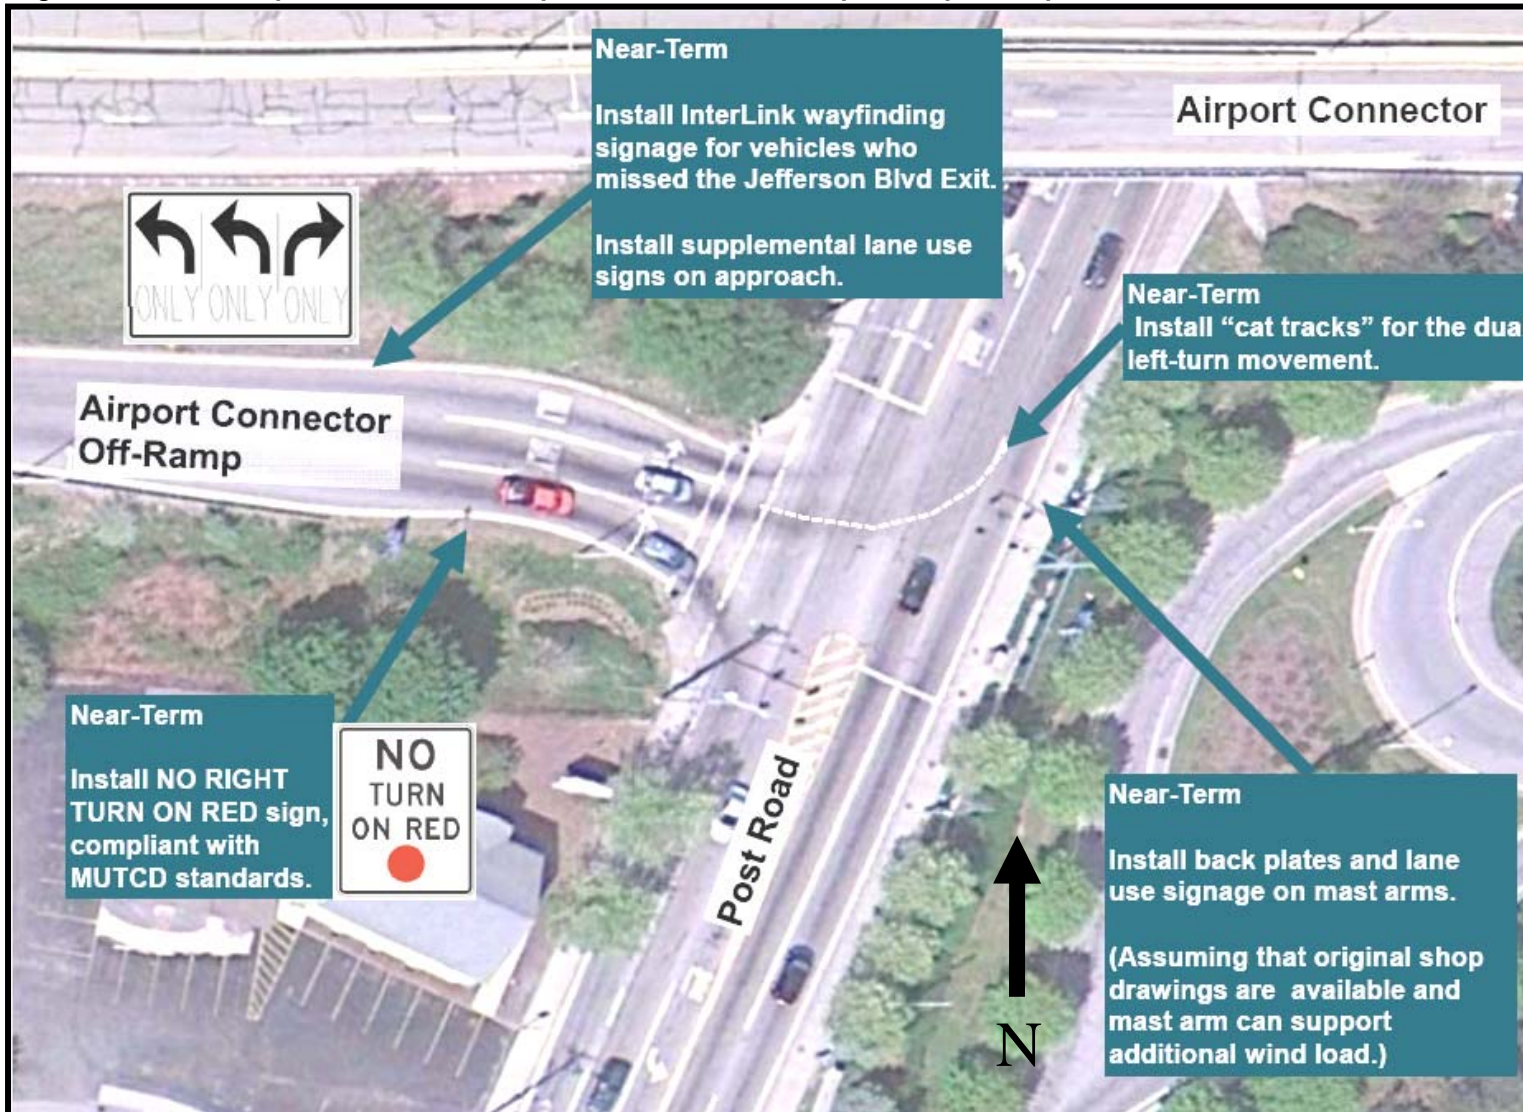 Near-Term
Install InterLink wayfinding
signage for vehicles who
missed the Jefferson Blvd Exit.
Install supplemental lane use
signs on approach.
Airport Connector
ONLY ONLY ONLY
Near-Term
Install “cat tracks” for the dua
left-turn movement.
Airport Connector
Off-Ramp
Near-Term
Install NO RIGHT
TURN ON RED sign,
compliant with
MUTCD standards.
NO
TURN
ON RED
Post Road
Near-Term
Install back plates and lane
use signage on mast arms.
(Assuming that original shop
drawings are available and
mast arm can support
additional wind load.)
N